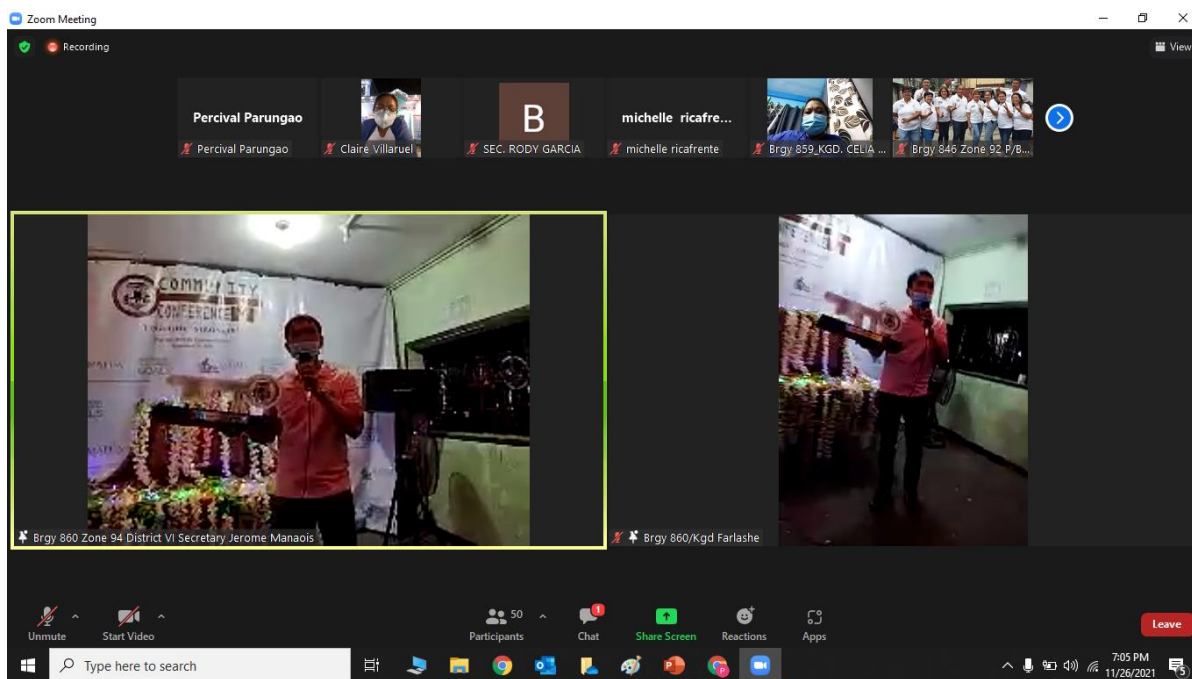 Zoom Meeting
Recording
View
Percival Parungao
B
michelle ricafre...
Percival Parungao
Claire Villaruel
SEC. RODY GARCIA
michelle ricafrente
Brgy 859_KGD. CELIA ...
Brgy 846 Zone 92 P/B...
COMMUNITY
CONFERENCE
Brgy 860 Zone 94 District VI Secretary Jerome Manaois
Brgy 860/Kgd Farlashe
50
1
Unmute
Start Video
Participants
Chat
Share Screen
Reactions
Apps
Leave
Type here to search
7:05 PM
11/26/2021
5